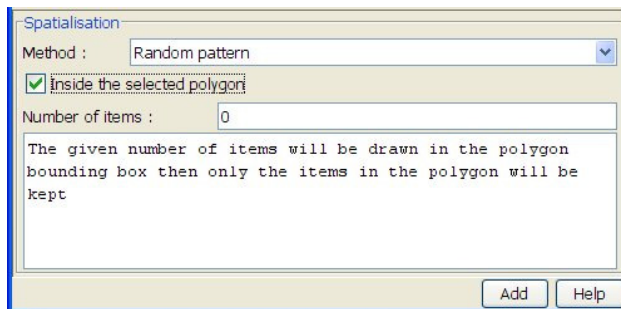 Spatialisation
Method : Random pattern
Inside the selected polygon
Number of items : 0
The given number of items will be drawn in the polygon
bounding box then only the items in the polygon will be
kept
Add Help